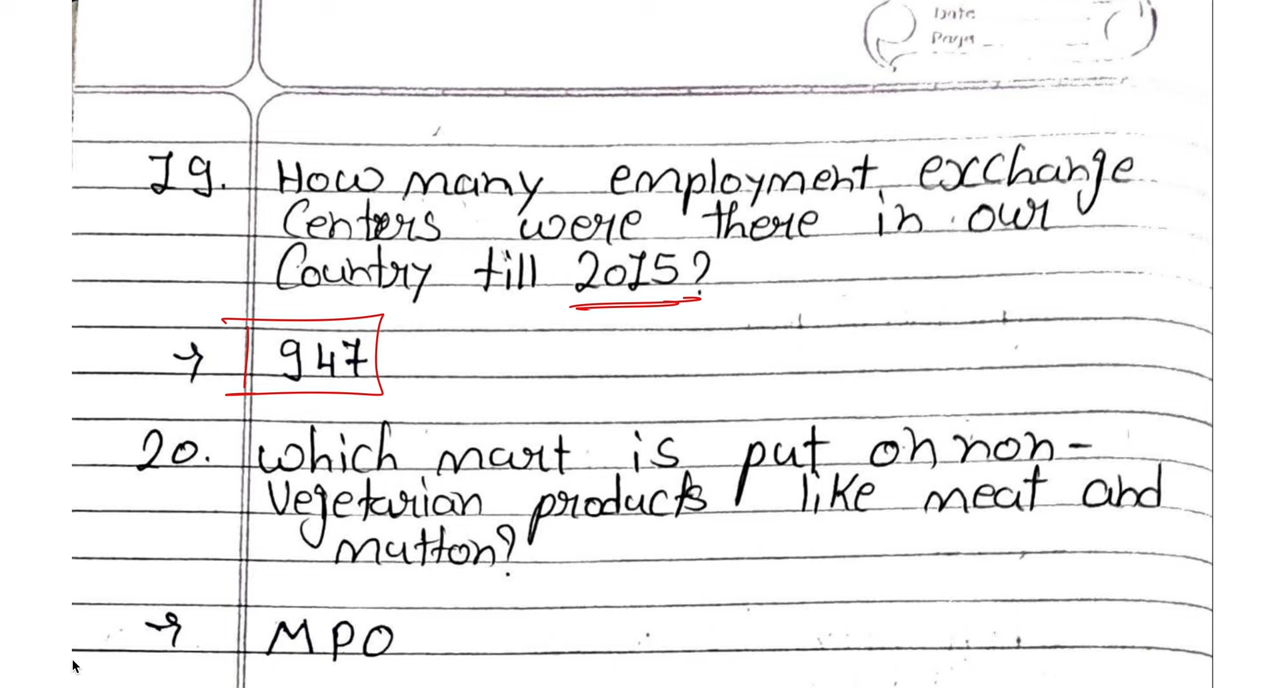 Date
Page
19. How many employment exchange
Centers were there in our
Country till 2015?
→ 947
20. which mart is put on non-
vegetarian products like meat and
mutton?
→ MPO